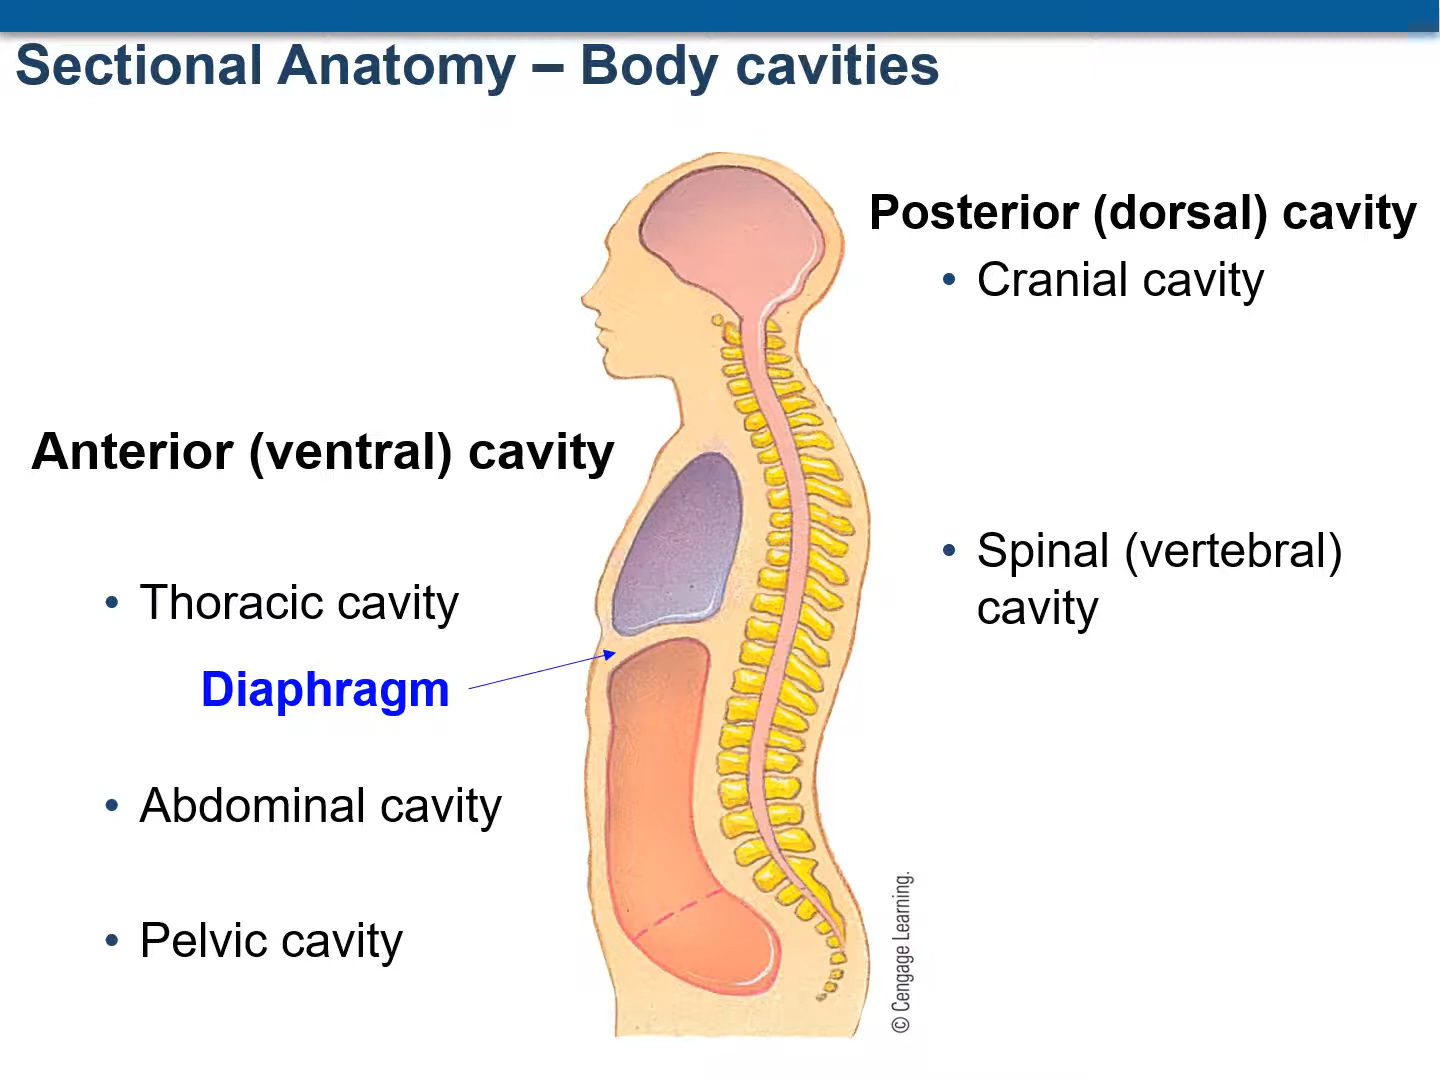 Sectional Anatomy – Body cavities
Posterior (dorsal) cavity
• Cranial cavity
Anterior (ventral) cavity
• Spinal (vertebral)
cavity
• Thoracic cavity
Diaphragm
• Abdominal cavity
• Pelvic cavity
© Cengage Learning.